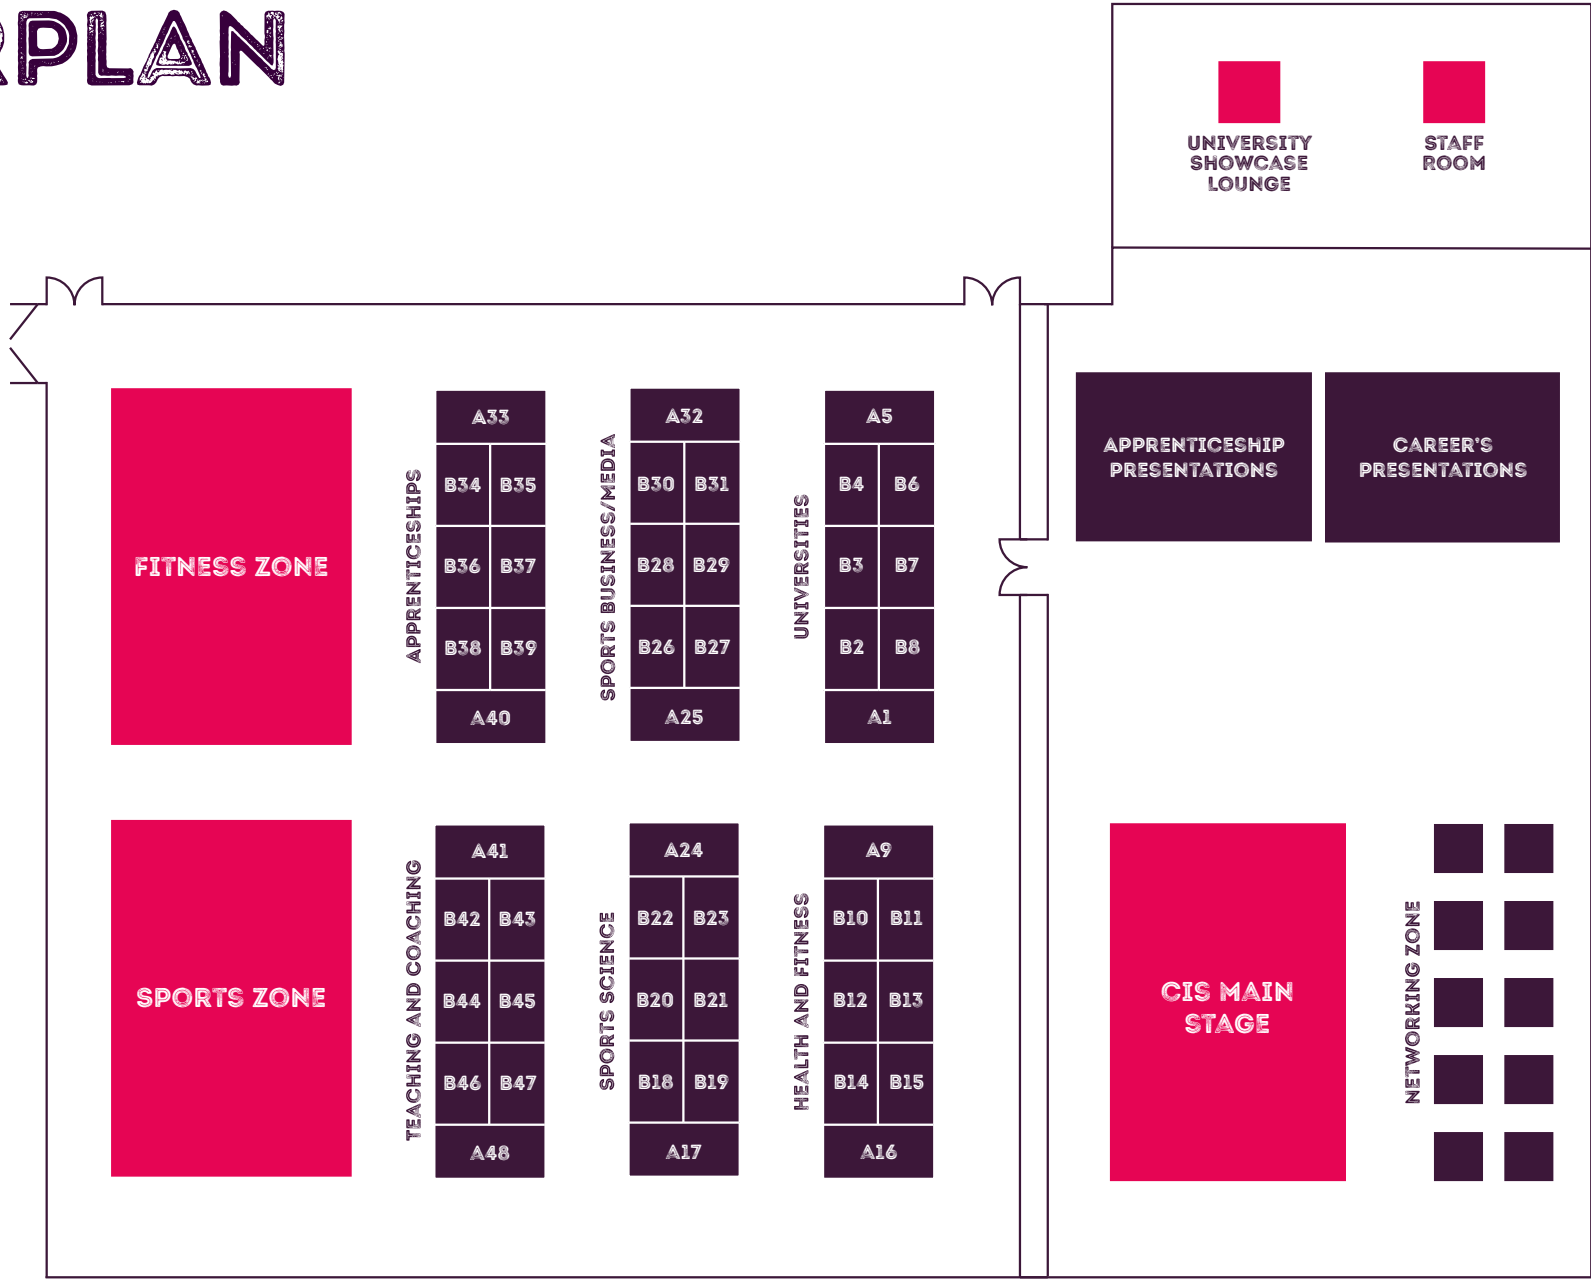 RPLAN
UNIVERSITY
SHOWCASE
LOUNGE
STAFF
ROOM
APPRENTICESHIP
PRESENTATIONS
CAREER'S
PRESENTATIONS
FITNESS ZONE
APPRENTICESHIPS
A33
B34 B35
B36 B37
B38 B39
A40
SPORTS BUSINESS/MEDIA
A32
B30 B31
B28 B29
B26 B27
A25
UNIVERSITIES
A5
B4 B6
B3 B7
B2 B8
A1
SPORTS ZONE
TEACHING AND COACHING
A41
B42 B43
B44 B45
B46 B47
A48
SPORTS SCIENCE
A24
B22 B23
B20 B21
B18 B19
A17
HEALTH AND FITNESS
A9
B10 B11
B12 B13
B14 B15
A16
CIS MAIN
STAGE
NETWORKING ZONE